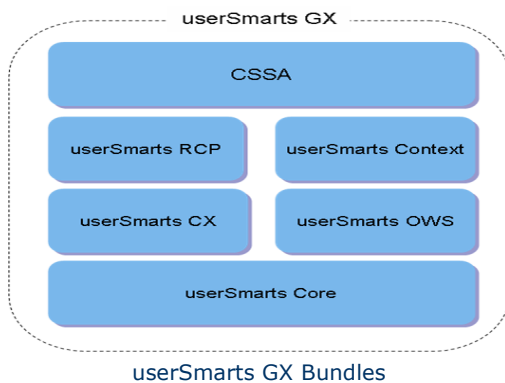 userSmarts GX
CSSA
userSmarts RCP
userSmarts Context
userSmarts CX
userSmarts OWS
userSmarts Core
userSmarts GX Bundles